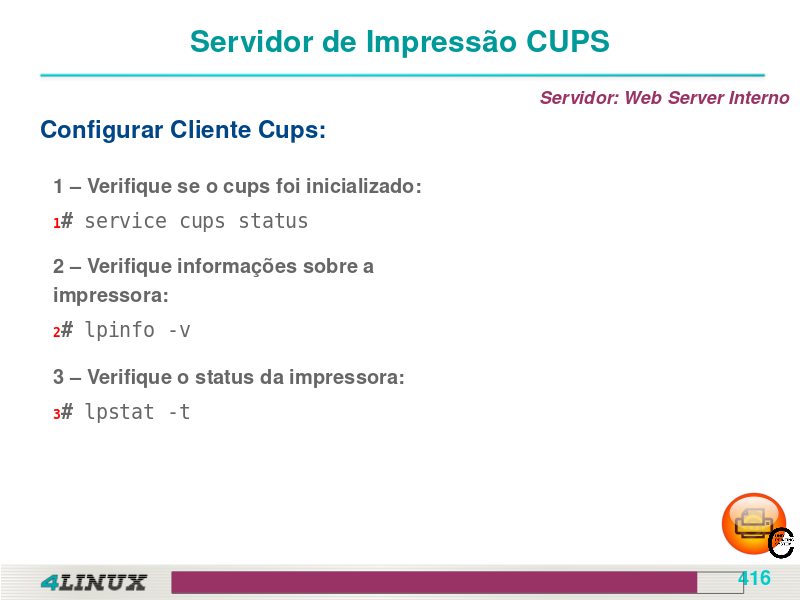 Servidor de Impressão CUPS
Servidor: Web Server Interno
Configurar Cliente Cups:
1 – Verifique se o cups foi inicializado:
1# service cups status
2 – Verifique informações sobre a
impressora:
2# lpinfo -v
3 – Verifique o status da impressora:
3# lpstat -t
4LINUX
416